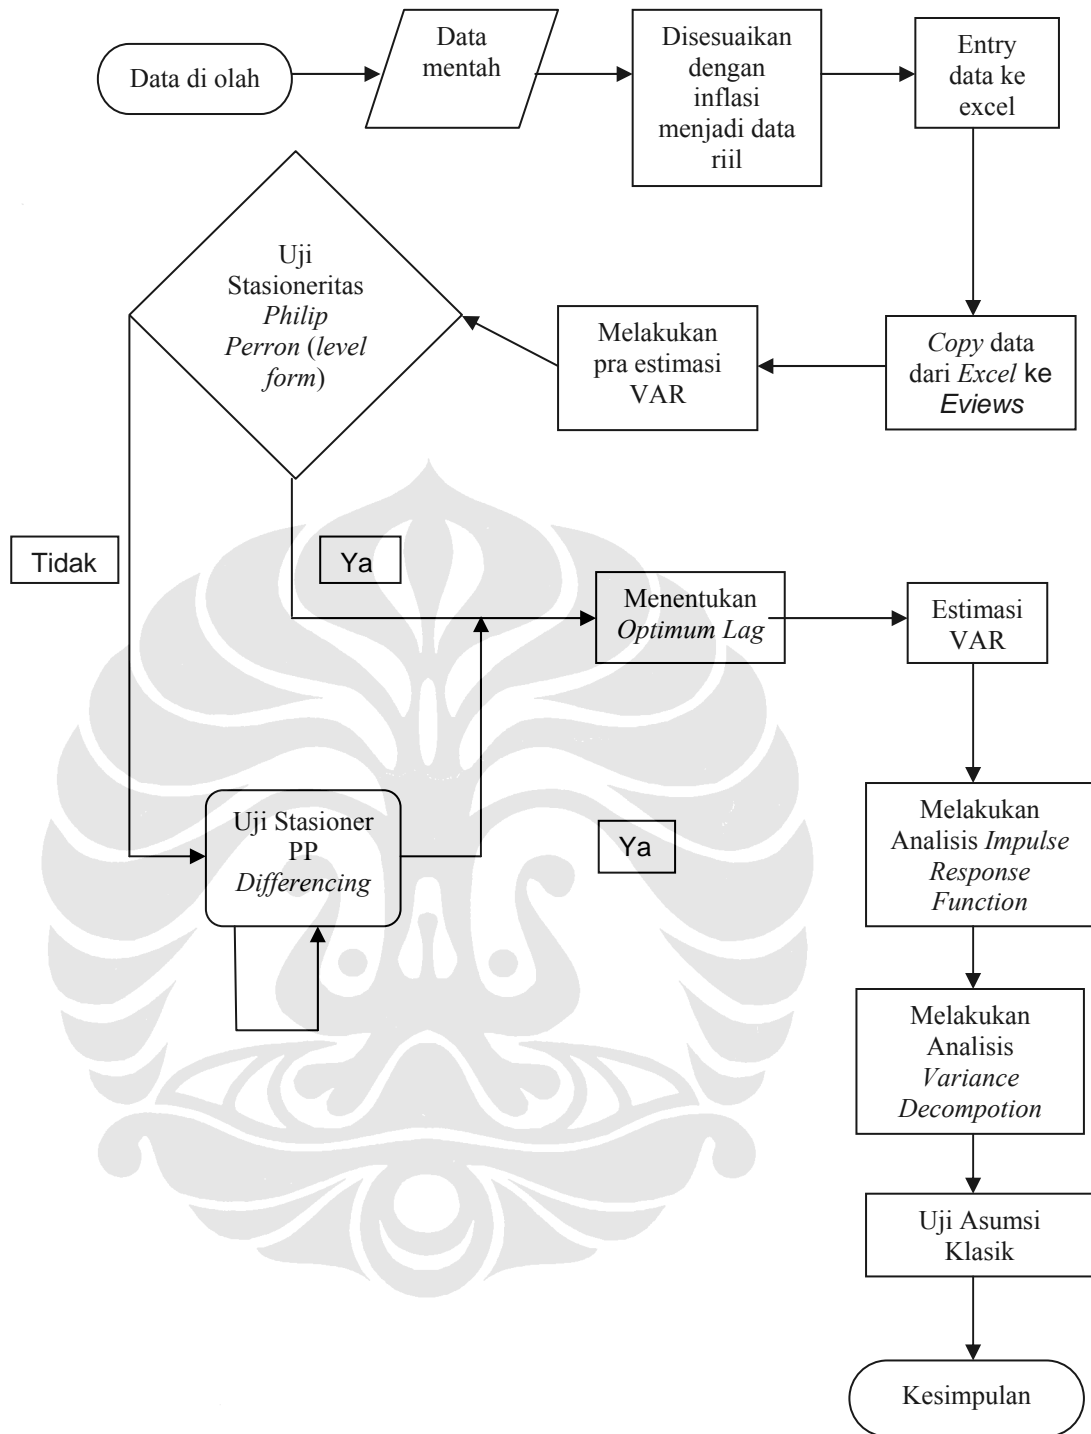 Data di olah
Data
mentah
Disesuaikan
dengan
inflasi
menjadi data
riil
Entry
data ke
excel
Uji
Stasioneritas
Philip
Perron (level
form)
Melakukan
pra estimasi
VAR
Copy data
dari Excel ke
Eviews
Tidak
Ya
Menentukan
Optimum Lag
Estimasi
VAR
Uji Stasioner
PP
Differencing
Ya
Melakukan
Analisis Impulse
Response
Function
Melakukan
Analisis
Variance
Decompotion
Uji Asumsi
Klasik
Kesimpulan